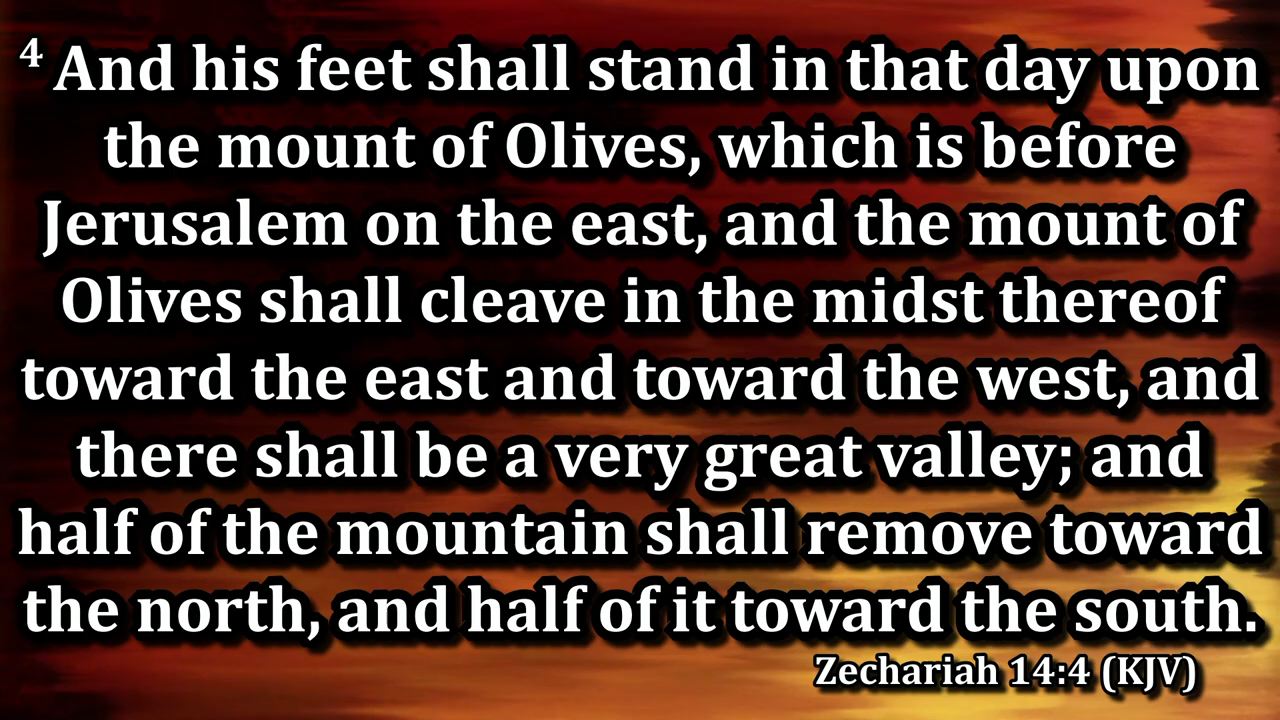 4 And his feet shall stand in that day upon
the mount of Olives, which is before
Jerusalem on the east, and the mount of
Olives shall cleave in the midst thereof
toward the east and toward the west, and
there shall be a very great valley; and
half of the mountain shall remove toward
the north, and half of it toward the south.
Zechariah 14:4 (KJV)